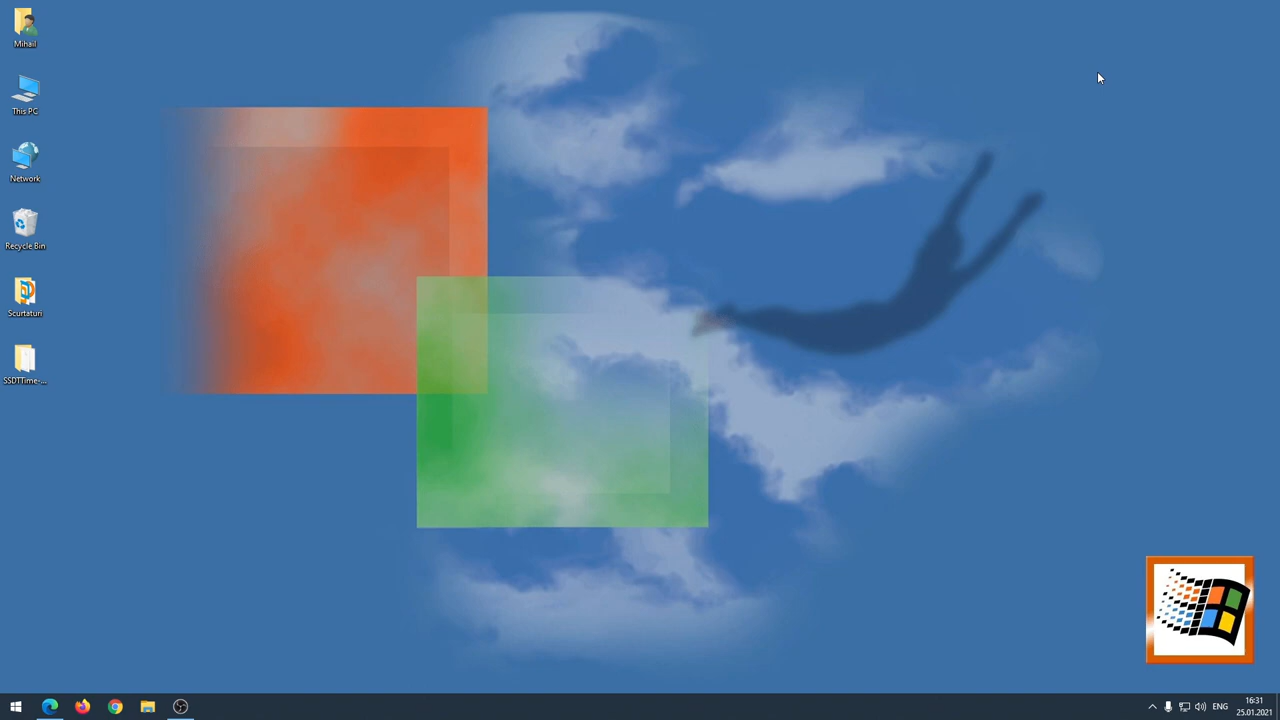 Mihail
This PC
Network
Recycle Bin
Scurtaturi
SSDTTime-...
ENG
16:31
25.01.2021